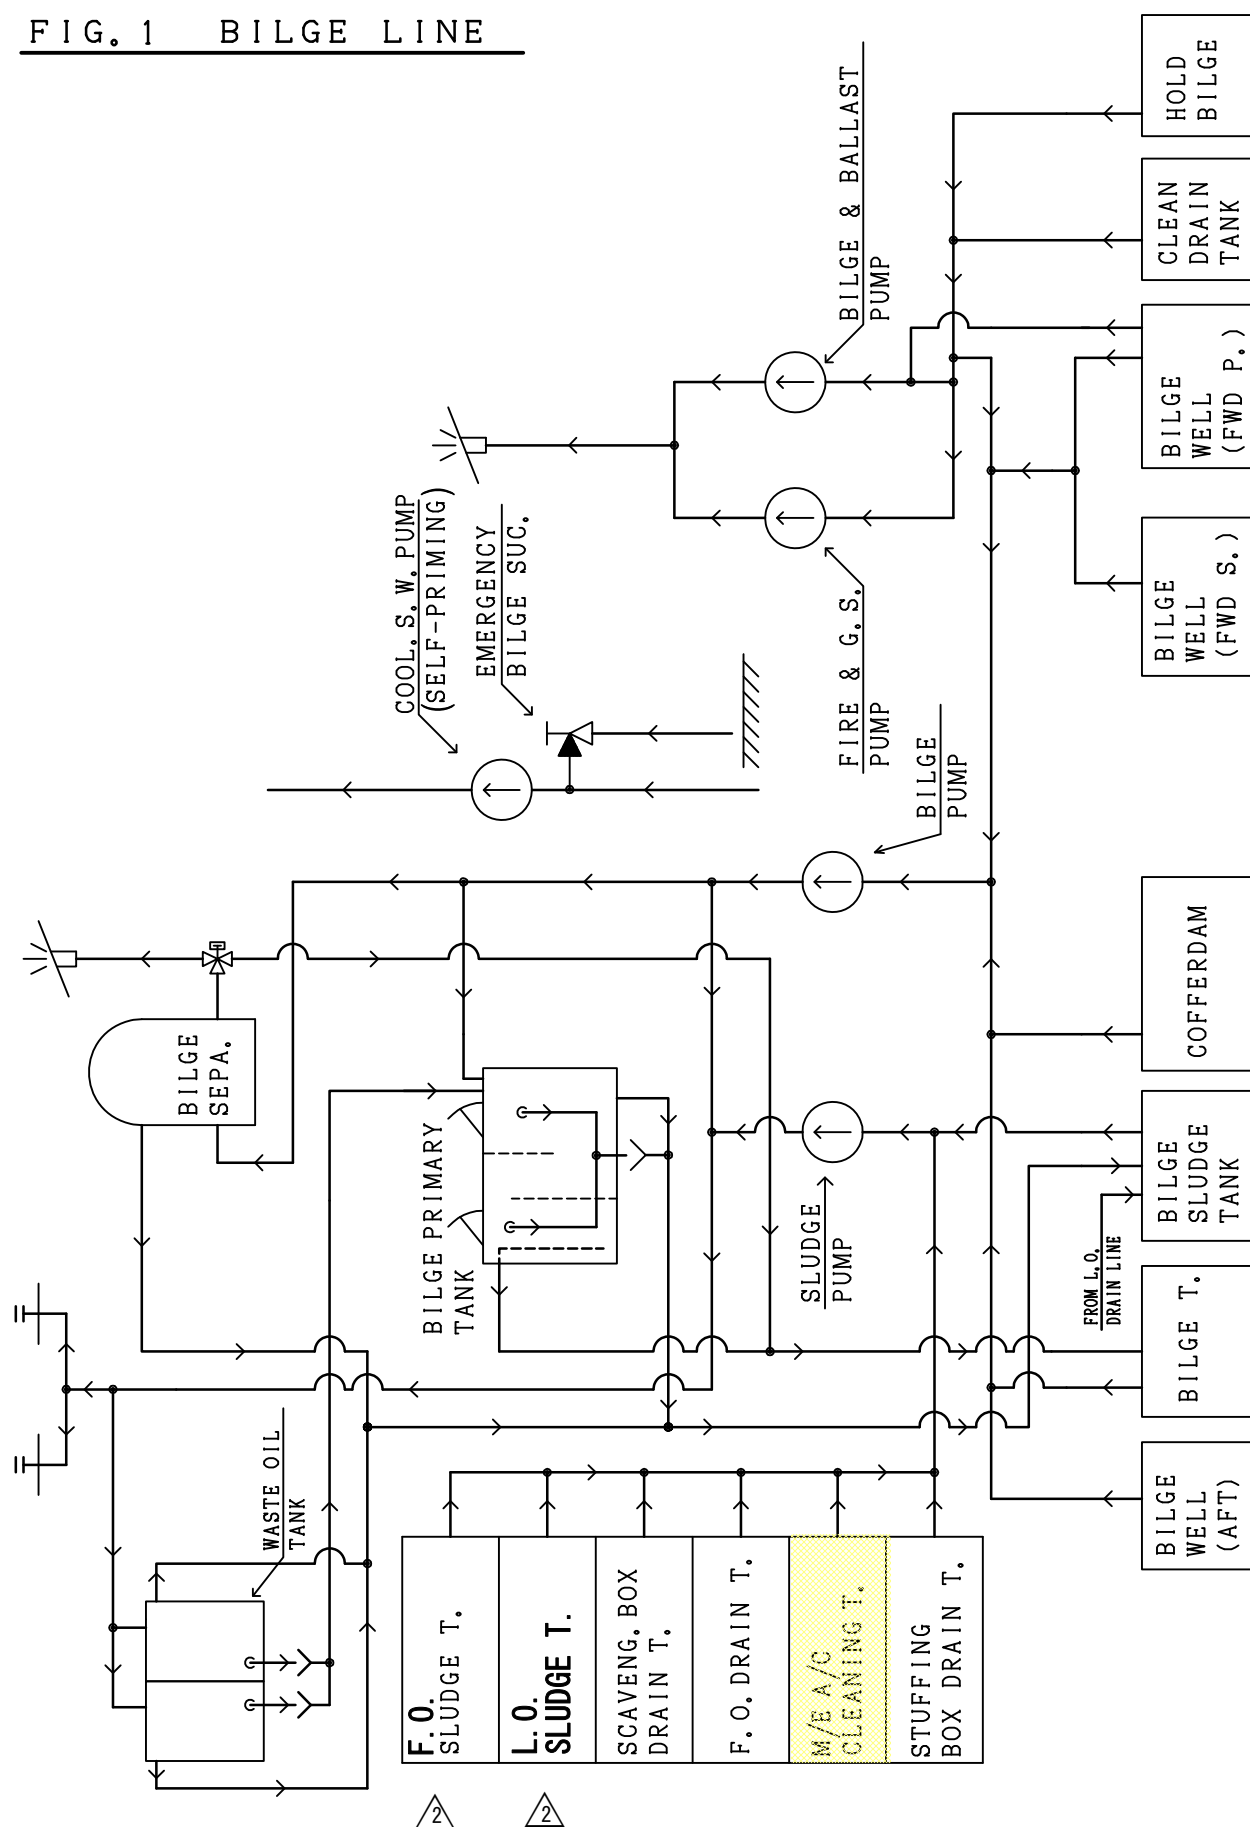 FIG. 1 BILGE LINE
HOLD
BILGE
CLEAN
DRAIN
TANK
BILGE
WELL
(FWD P.)
BILGE
WELL
(FWD S.)
BILGE & BALLAST
PUMP
COOL. S. W. PUMP
(SELF-PRIMING)
EMERGENCY
BILGE SUC.
FIRE & G. S.
PUMP
BILGE
PUMP
COFFERDAM
BILGE
SEPA.
BILGE
SLUDGE
TANK
BILGE PRIMARY
TANK
SLUDGE
PUMP
FROM L.O.
DRAIN LINE
BILGE T.
BILGE
WELL
(AFT)
WASTE OIL
TANK
F.O.
SLUDGE T.
L.O.
SLUDGE T.
SCAVENG. BOX
DRAIN T.
F. O. DRAIN T.
M/E A/C
CLEANING T.
STUFFING
BOX DRAIN T.
2
2